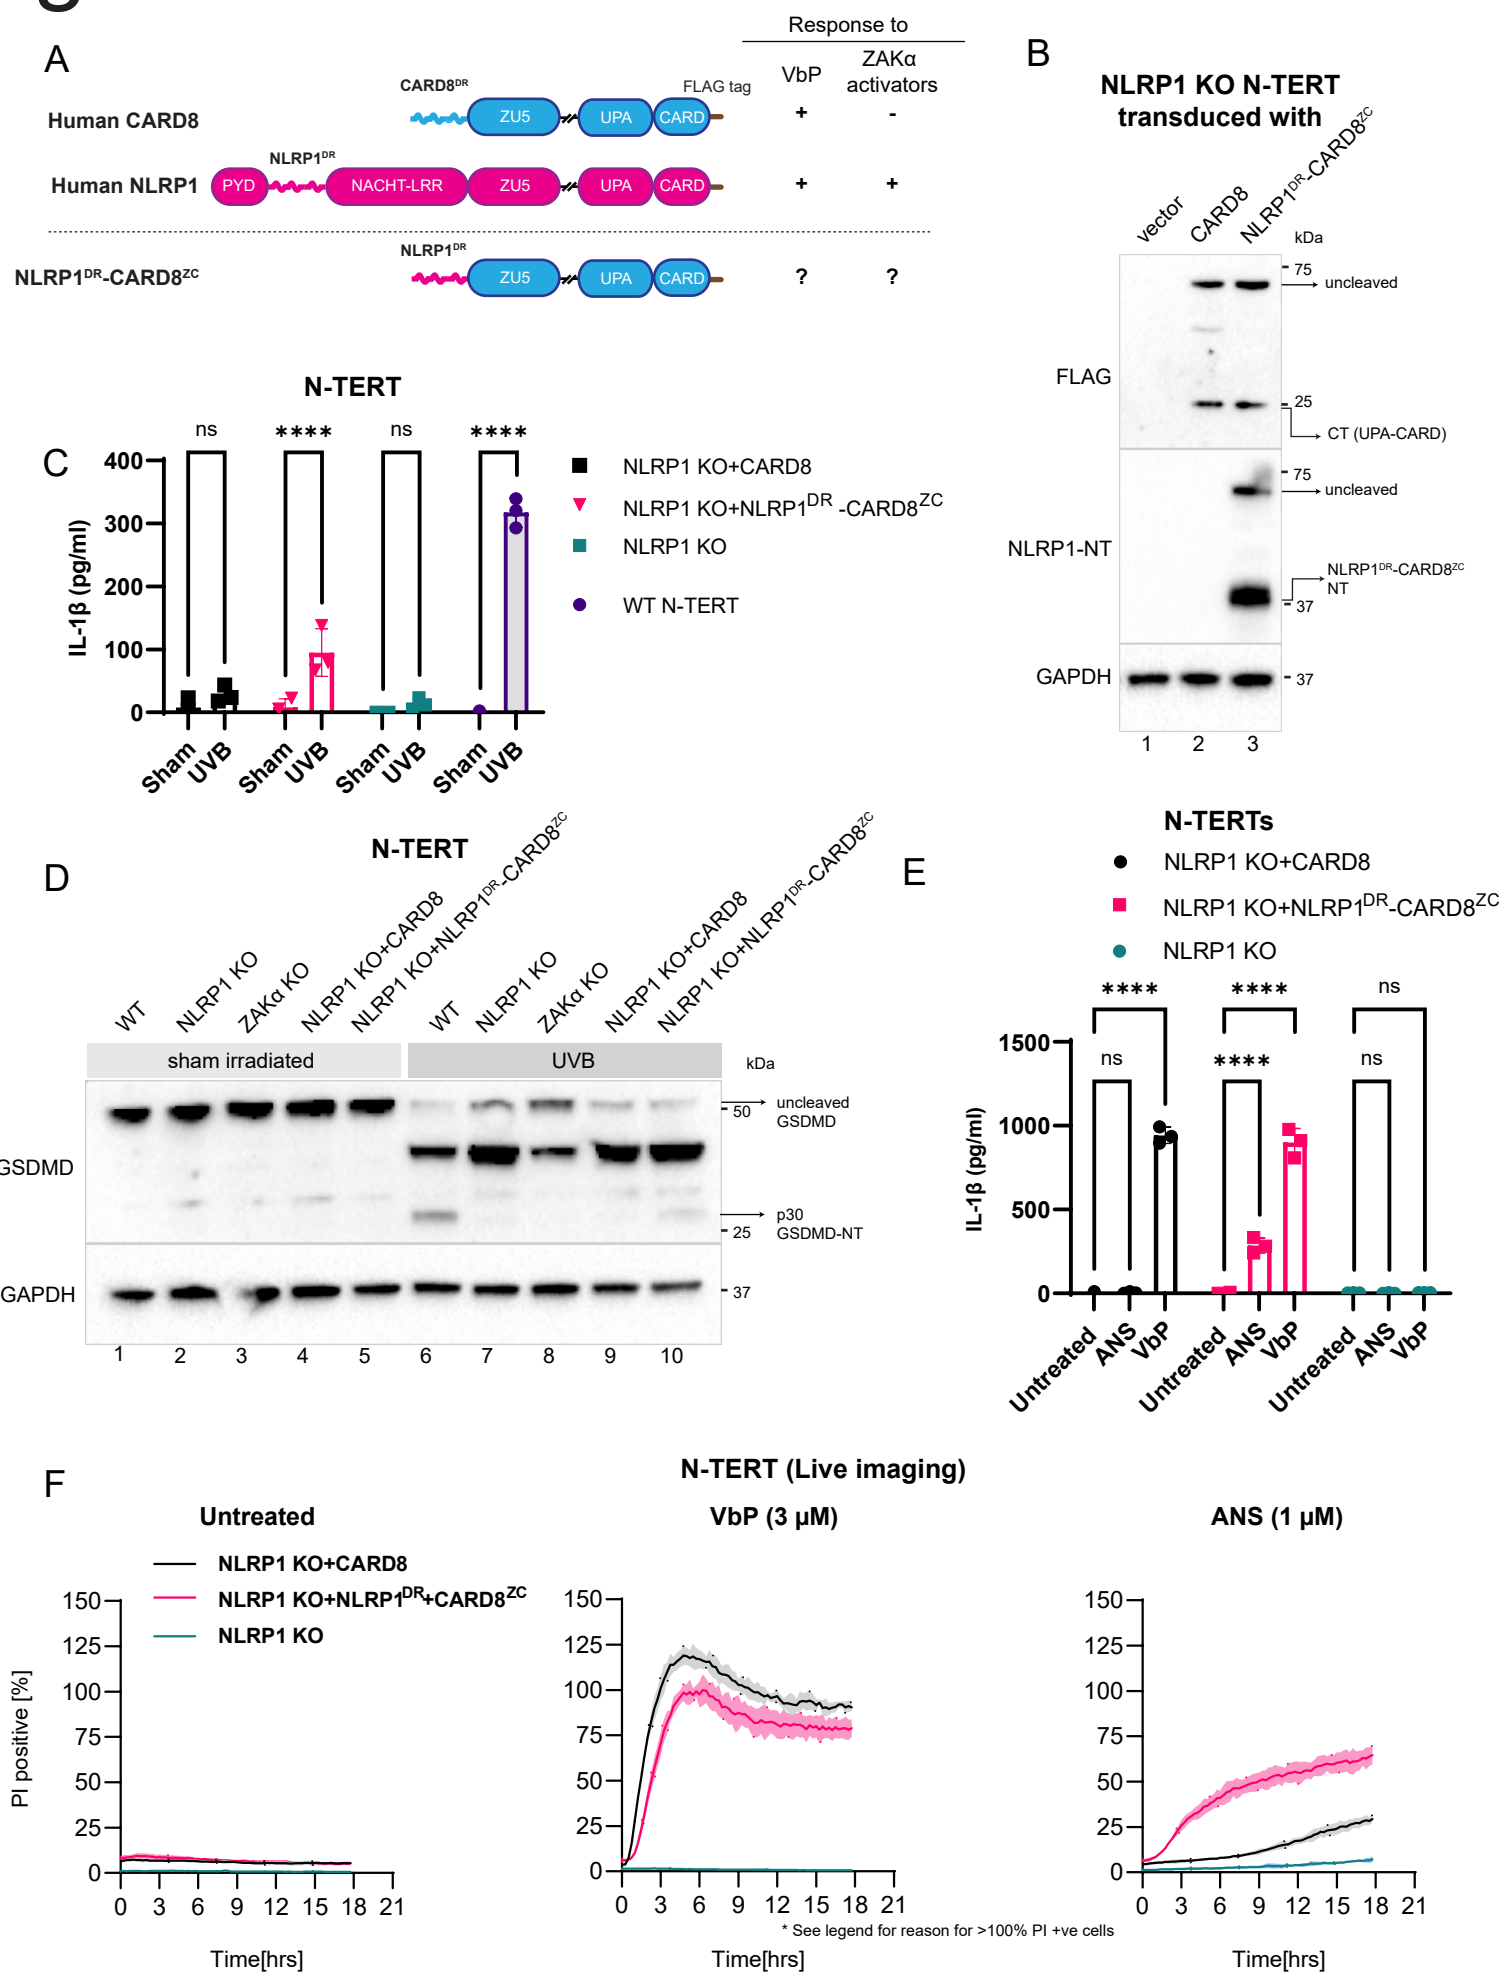 A
Response to
VbP
ZAKα
activators
CARD8DR
FLAG tag
Human CARD8
ZU5
UPA
CARD
+
-
NLRP1DR
Human NLRP1
PYD
NACHT-LRR
ZU5
UPA
CARD
+
+
NLRP1DR
NLRP1DR-CARD8ZC
ZU5
UPA
CARD
?
?
B
NLRP1 KO N-TERT
transduced with
vector
CARD8
NLRP1DR-CARD8ZC
kDa
75
uncleaved
FLAG
25
CT (UPA-CARD)
75
uncleaved
NLRP1-NT
NLRP1DR-CARD8ZC
NT
37
GAPDH
37
1 2 3
C
N-TERT
ns
****
ns
****
400
300
200
100
0
IL-1β (pg/ml)
Sham
UVB
Sham
UVB
Sham
UVB
Sham
UVB
NLRP1 KO+CARD8
NLRP1 KO+NLRP1DR -CARD8ZC
NLRP1 KO
WT N-TERT
D
N-TERT
WT
NLRP1 KO
ZAKα KO
NLRP1 KO+CARD8
NLRP1 KO+NLRP1DR-CARD8ZC
WT
NLRP1 KO
ZAKα KO
NLRP1 KO+CARD8
NLRP1 KO+NLRP1DR-CARD8ZC
sham irradiated
UVB
kDa
uncleaved
GSDMD
50
GSDMD
p30
GSDMD-NT
25
GAPDH
37
1 2 3 4 5 6 7 8 9 10
E
N-TERTs
NLRP1 KO+CARD8
NLRP1 KO+NLRP1DR-CARD8ZC
NLRP1 KO
****
****
ns
ns
****
ns
1500
1000
500
0
IL-1β (pg/ml)
Untreated
ANS
VbP
Untreated
ANS
VbP
Untreated
ANS
VbP
F
N-TERT (Live imaging)
Untreated
NLRP1 KO+CARD8
NLRP1 KO+NLRP1DR+CARD8ZC
NLRP1 KO
150
125
100
75
50
25
0
PI positive [%]
0 3 6 9 12 15 18 21
Time[hrs]
VbP (3 µM)
150
125
100
75
50
25
0
0 3 6 9 12 15 18 21
* See legend for reason for >100% PI +ve cells
Time[hrs]
ANS (1 µM)
150
125
100
75
50
25
0
0 3 6 9 12 15 18 21
Time[hrs]